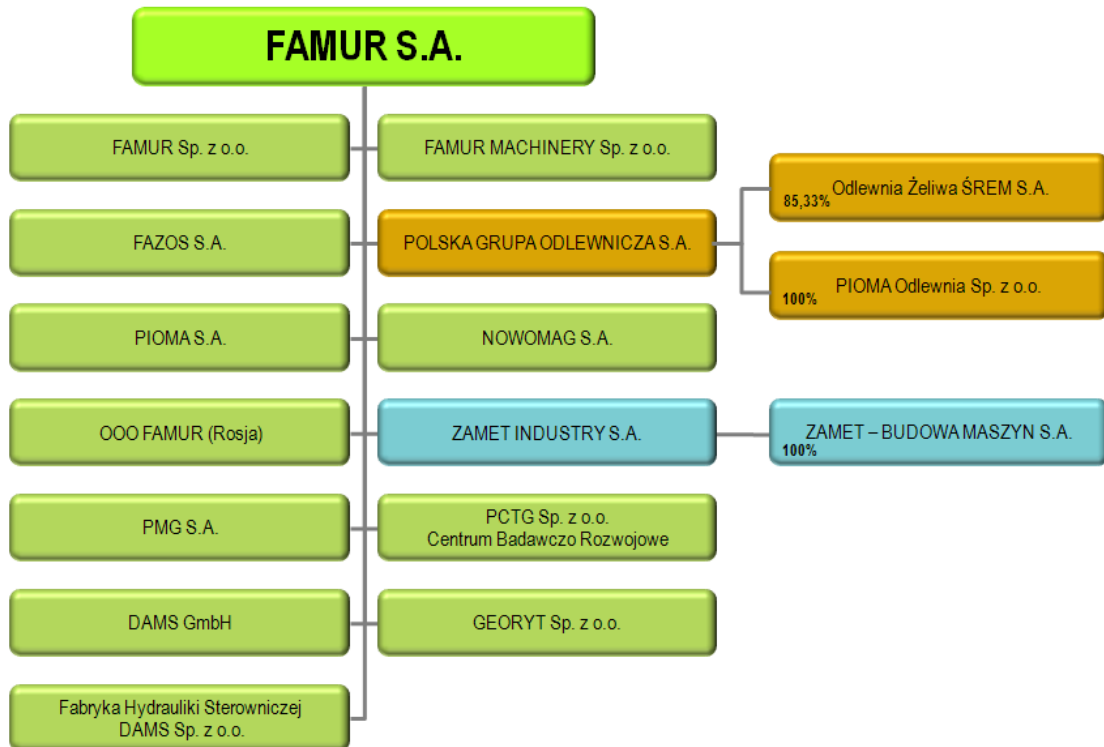 FAMUR S.A.
FAMUR Sp. z o.o.
FAMUR MACHINERY Sp. z o.o.
Odlewnia Żeliwa ŚREM S.A.
85,33%
FAZOS S.A.
POLSKA GRUPA ODLEWNICZA S.A.
PIOMA Odlewnia Sp. z o.o.
100%
PIOMA S.A.
NOWOMAG S.A.
OOO FAMUR (Rosja)
ZAMET INDUSTRY S.A.
ZAMET – BUDOWA MASZYN S.A.
100%
PMG S.A.
PCTG Sp. z o.o.
Centrum Badawczo Rozwojowe
DAMS GmbH
GEORYT Sp. z o.o.
Fabryka Hydrauliki Sterowniczej
DAMS Sp. z o.o.